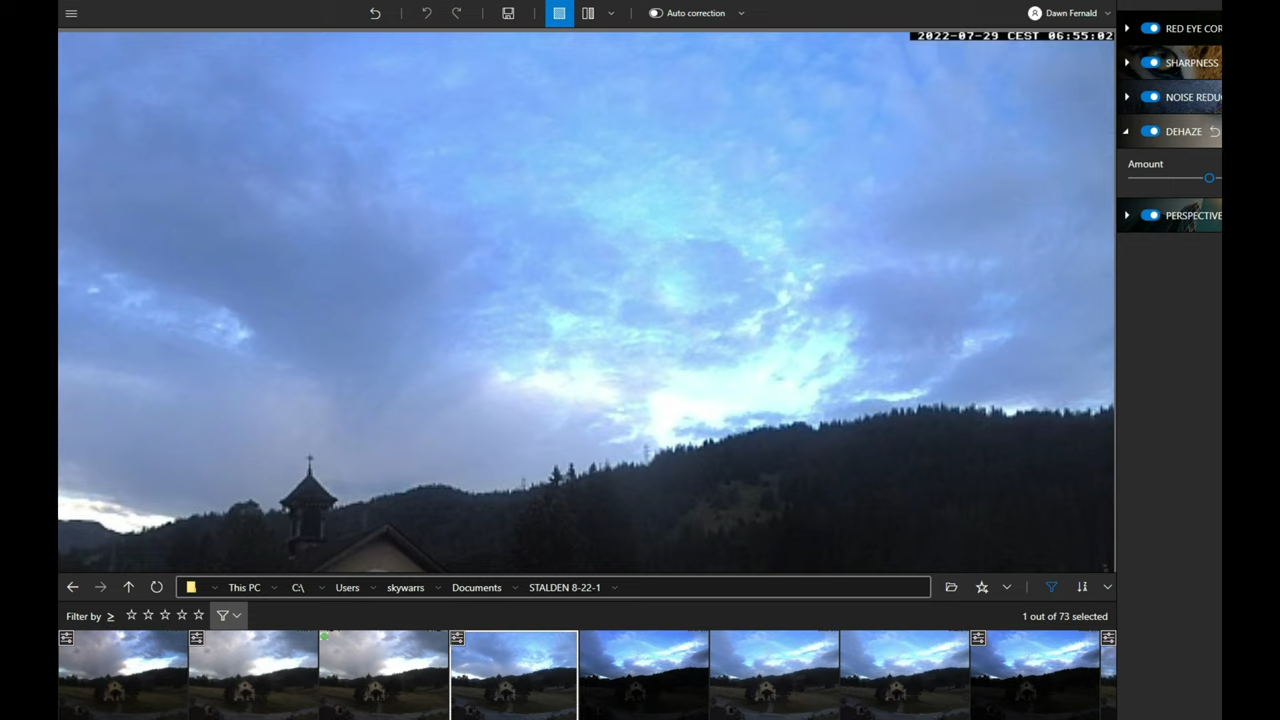 Auto correction
Dawn Fernald
2022-07-29 CEST 06:55:02
RED EYE COR
SHARPNESS
NOISE REDU
DEHAZE
Amount
PERSPECTIVE
This PC C:\ Users skywarrs Documents STALDEN 8-22-1
Filter by ≥
1 out of 73 selected